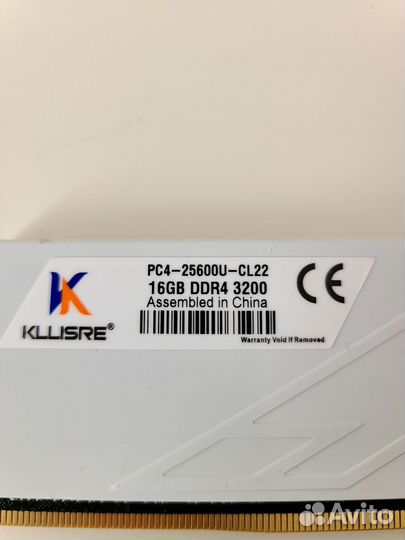 PC4-25600U-CL22
16GB DDR4 3200
Assembled in China
CE
KLLISRE®
Warranty Void If Removed
Avito